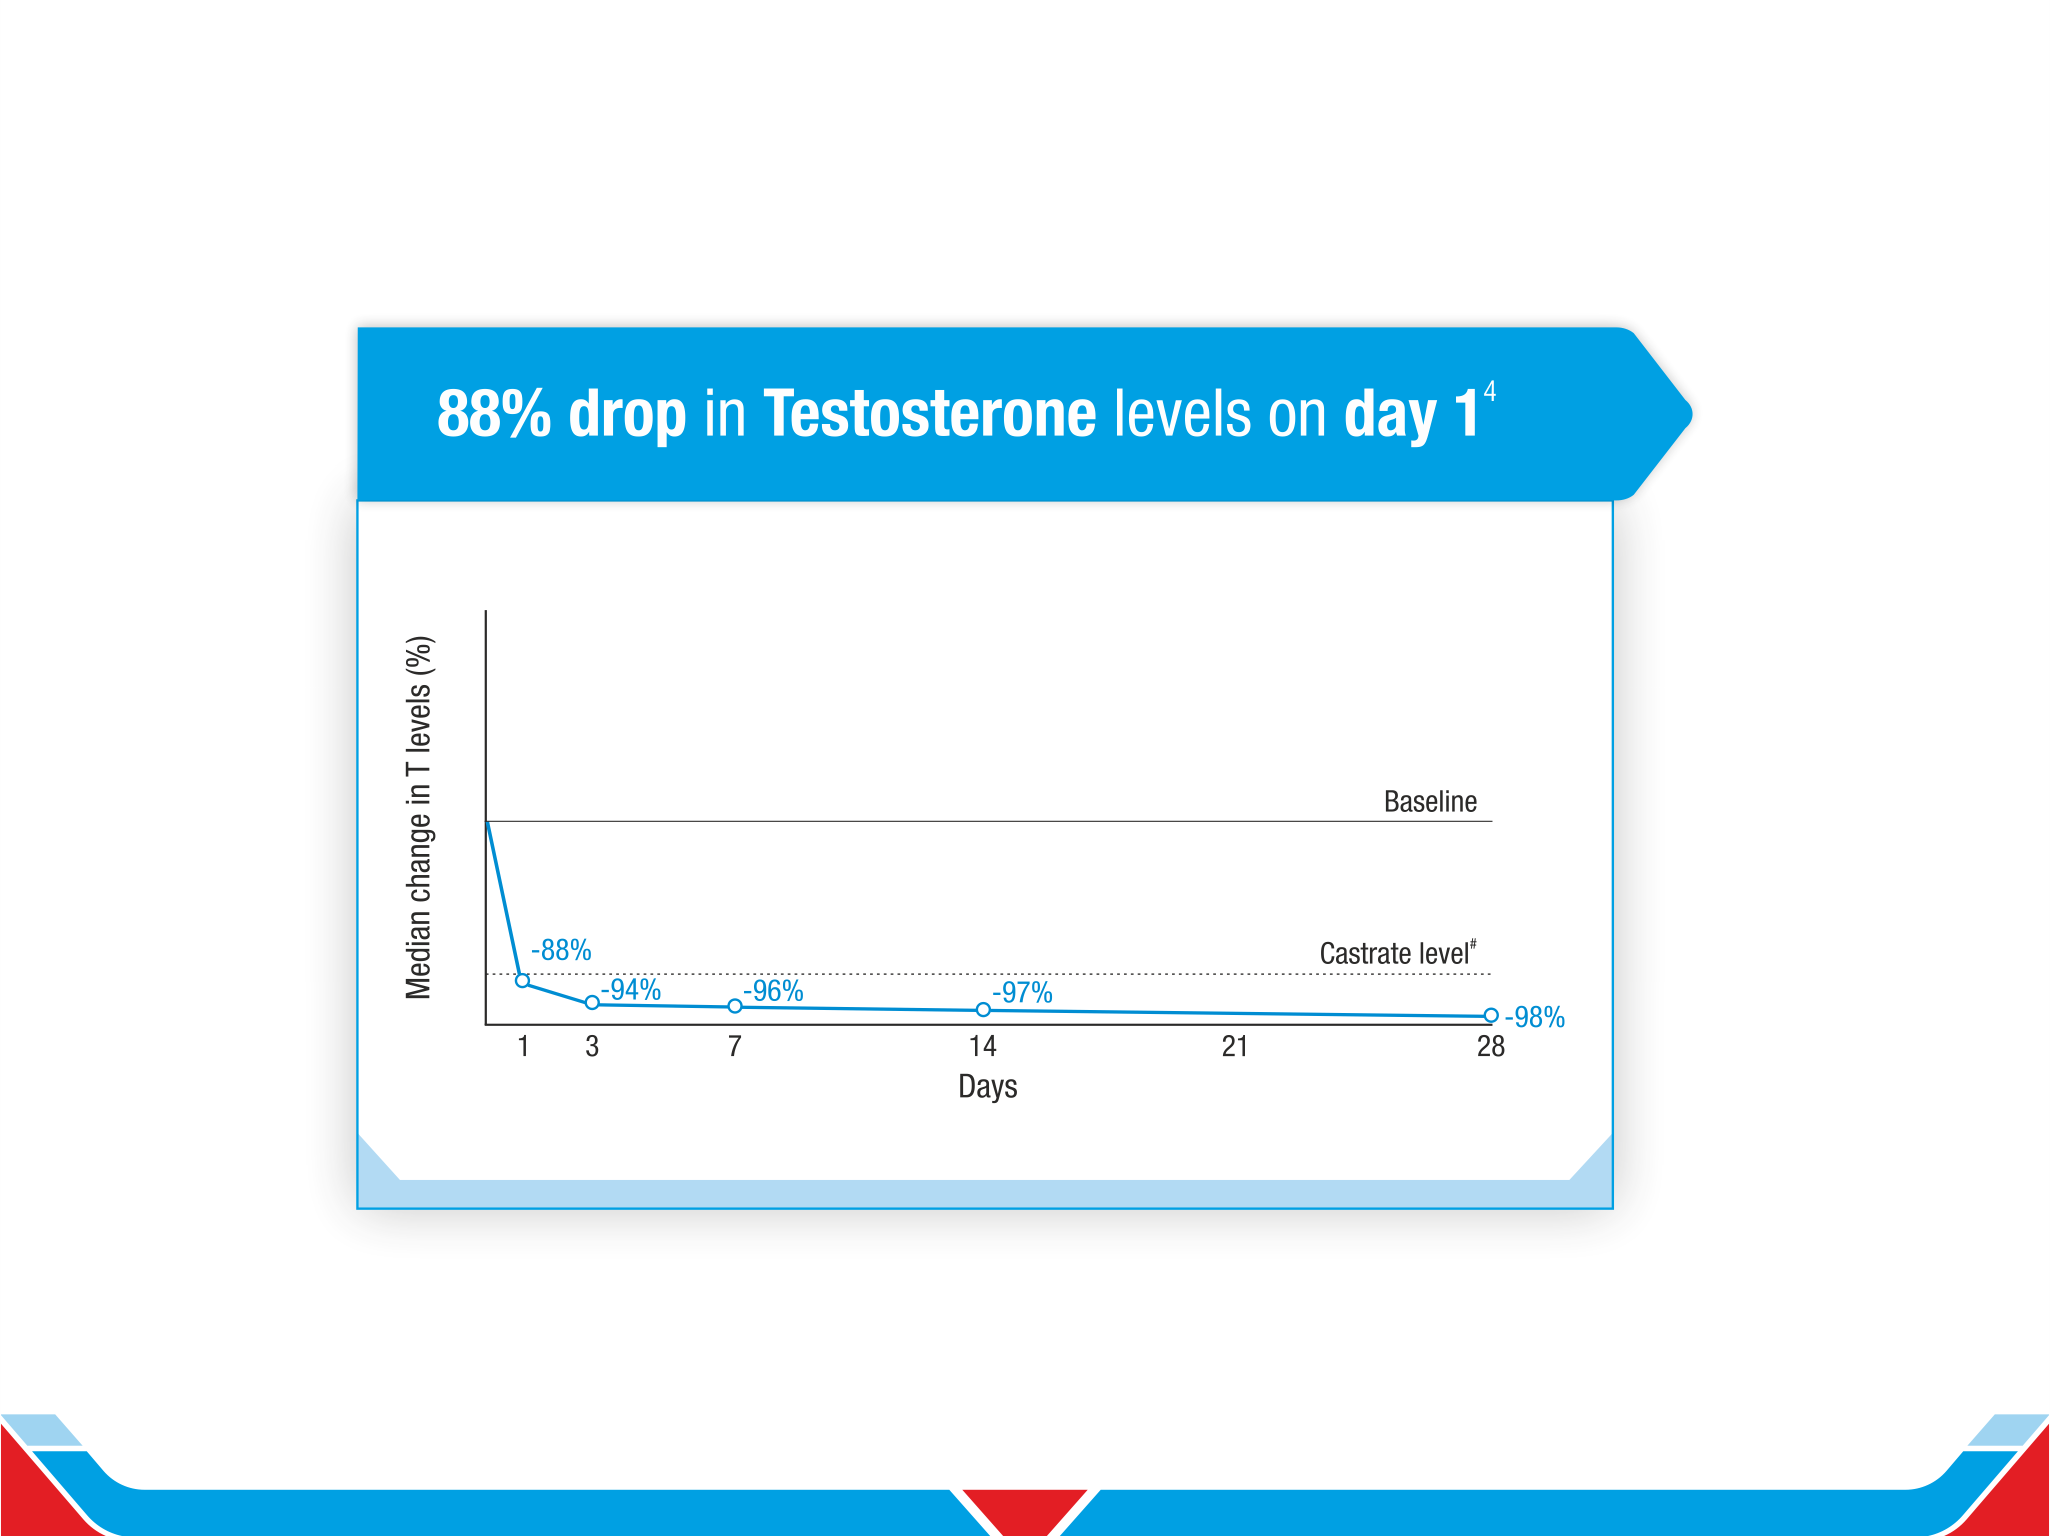 88% drop in Testosterone levels on day 1⁴
Median change in T levels (%)
Baseline
-88%
Castrate level#
-94%
-96%
-97%
-98%
1 3 7 14 21 28
Days